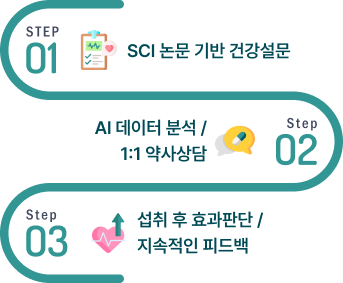 STEP
01
SCI 논문 기반 건강설문
AI 데이터 분석 /
1:1 약사상담
Step
02
Step
03
섭취 후 효과판단 /
지속적인 피드백